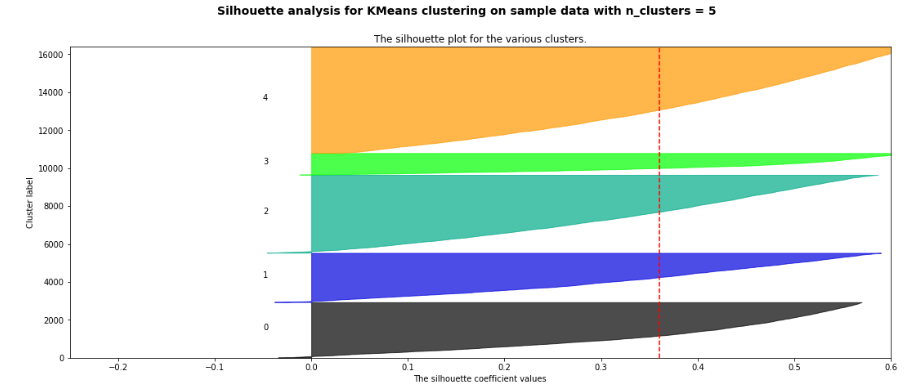 Silhouette analysis for KMeans clustering on sample data with n_clusters = 5
The silhouette plot for the various clusters.
16000
14000
12000
10000
8000
6000
4000
2000
0
Cluster label
4
3
2
1
0
−0.2 −0.1 0.0 0.1 0.2 0.3 0.4 0.5 0.6
The silhouette coefficient values